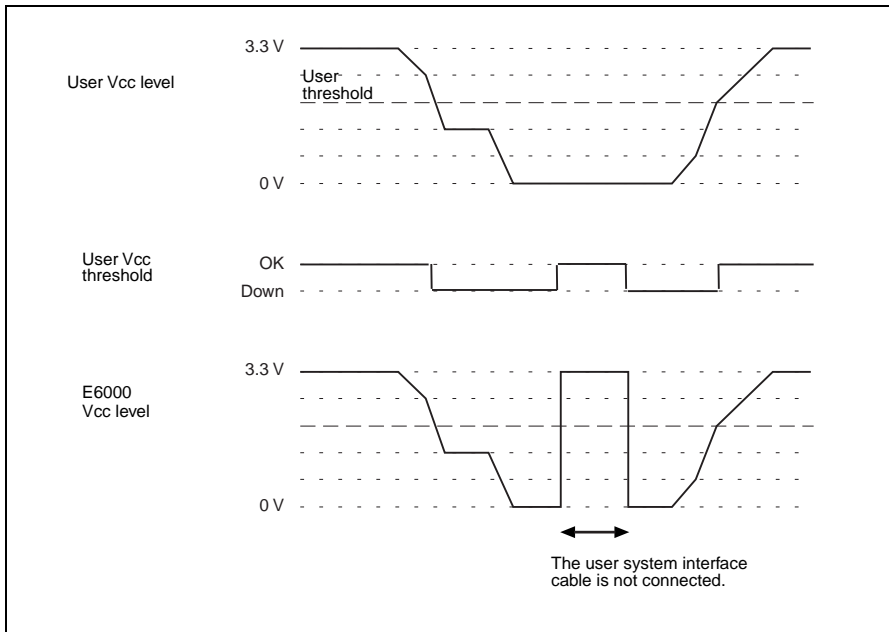 3.3 V
User Vcc level
User
threshold
0 V
User Vcc
threshold
OK
Down
3.3 V
E6000
Vcc level
0 V
The user system interface
cable is not connected.